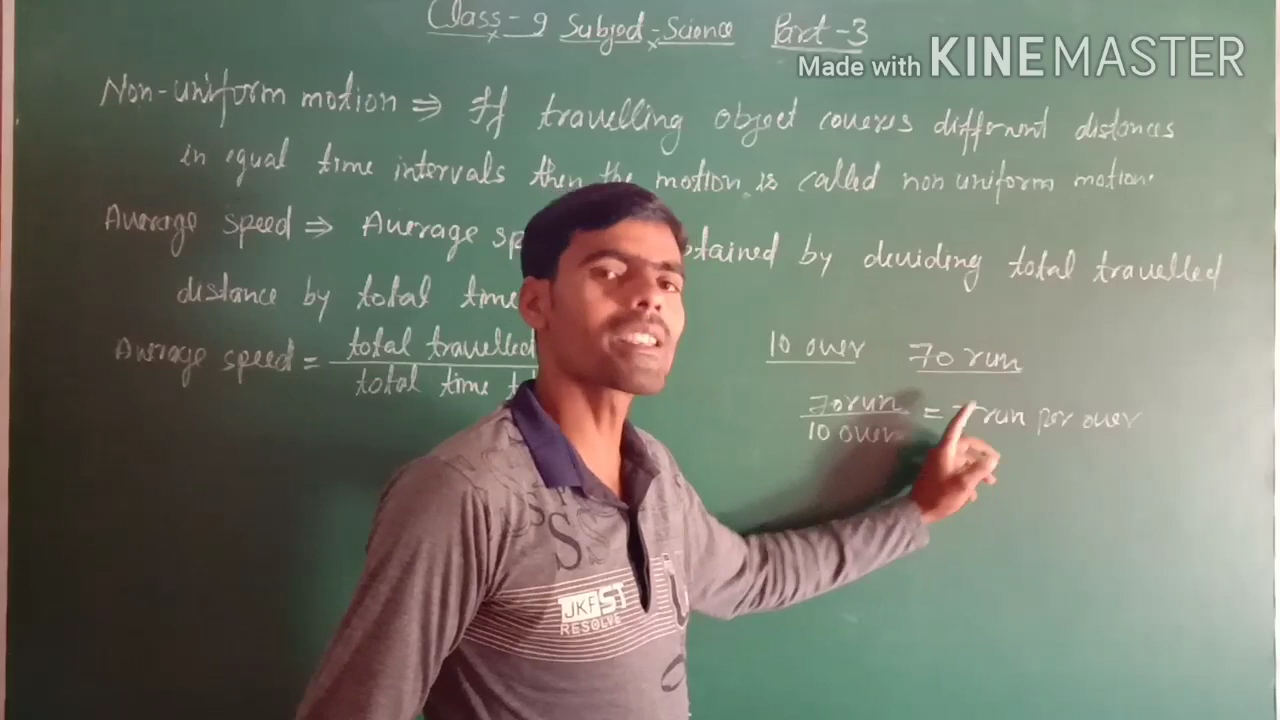 Class-9 Subject-Science Part-3
Made with KINEMASTER
Non-uniform motion ⇒ If travelling object coveres different distances
in equal time intervals then the motion is called non uniform motion.
Average speed ⇒ Average obtained by deviding total travelled
distance by total time
Average speed = total travelled
total time
10 over 70 run
70 run
10 over = run per over
S
S
S
JKF ST
RESOLVE